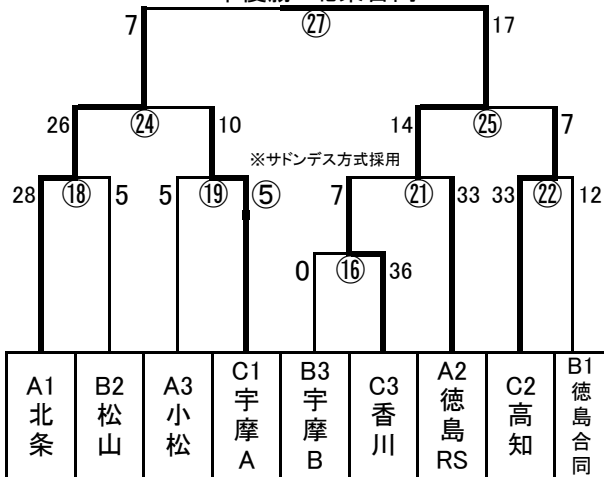 7
㉗
17
26
㉔
10
14
㉕
7
※サドンデス方式採用
28
⑱
5
5
⑲
⑤
7
㉑
33
33
㉒
12
0
⑯
36
A1
北
条
B2
松
山
A3
小
松
C1
宇
摩
A
B3
宇
摩
B
C3
香
川
A2
徳
島
RS
C2
高
知
B1
徳
島
合
同